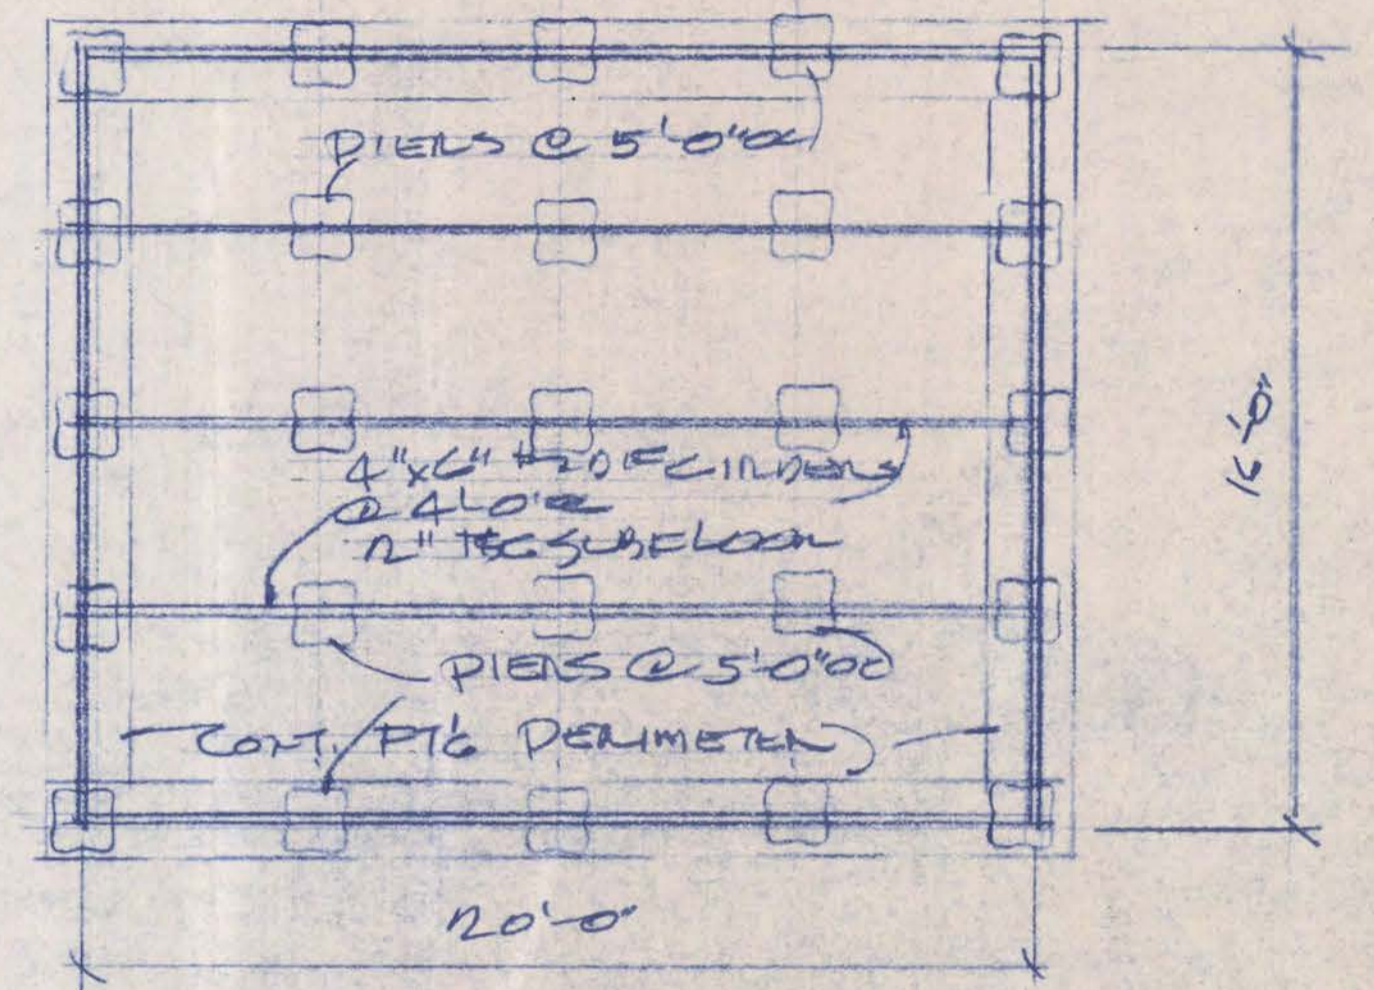 PIERS @ 5'-0"OC
16'-0"
4"x6" #2 DF GIRDERS
@ 4'-0"OC
2" T&G SUBFLOOR
PIERS @ 5'-0"OC
CONT. FTG PERIMETER
20'-0"